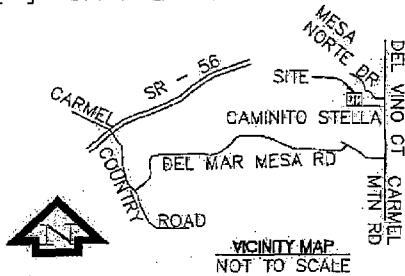 MESA
NORTE DR
DEL VINO CT
SITE
SR - 56
CARMEL
CAMINITO STELLA
COUNTRY
DEL MAR MESA RD
CARMEL
MTN RD
ROAD
N
VICINITY MAP
NOT TO SCALE